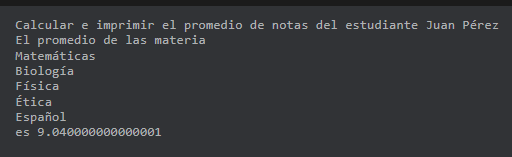 Calcular e imprimir el promedio de notas del estudiante Juan Pérez
El promedio de las materia
Matemáticas
Biología
Física
Ética
Español
es 9.040000000000001